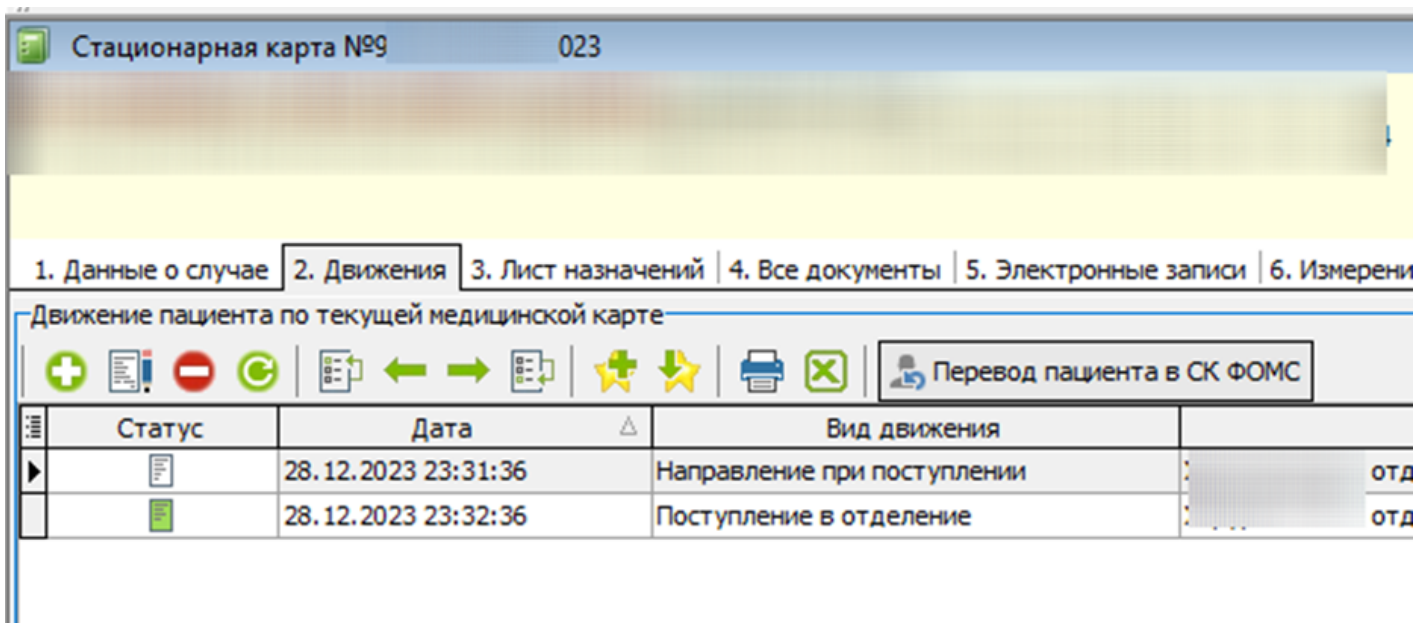 Стационарная карта №9 023
1. Данные о случае 2. Движения 3. Лист назначений 4. Все документы 5. Электронные записи 6. Измерени
Движение пациента по текущей медицинской карте
Перевод пациента в СК ФОМС
Статус Дата Вид движения
28.12.2023 23:31:36 Направление при поступлении отд
28.12.2023 23:32:36 Поступление в отделение отд